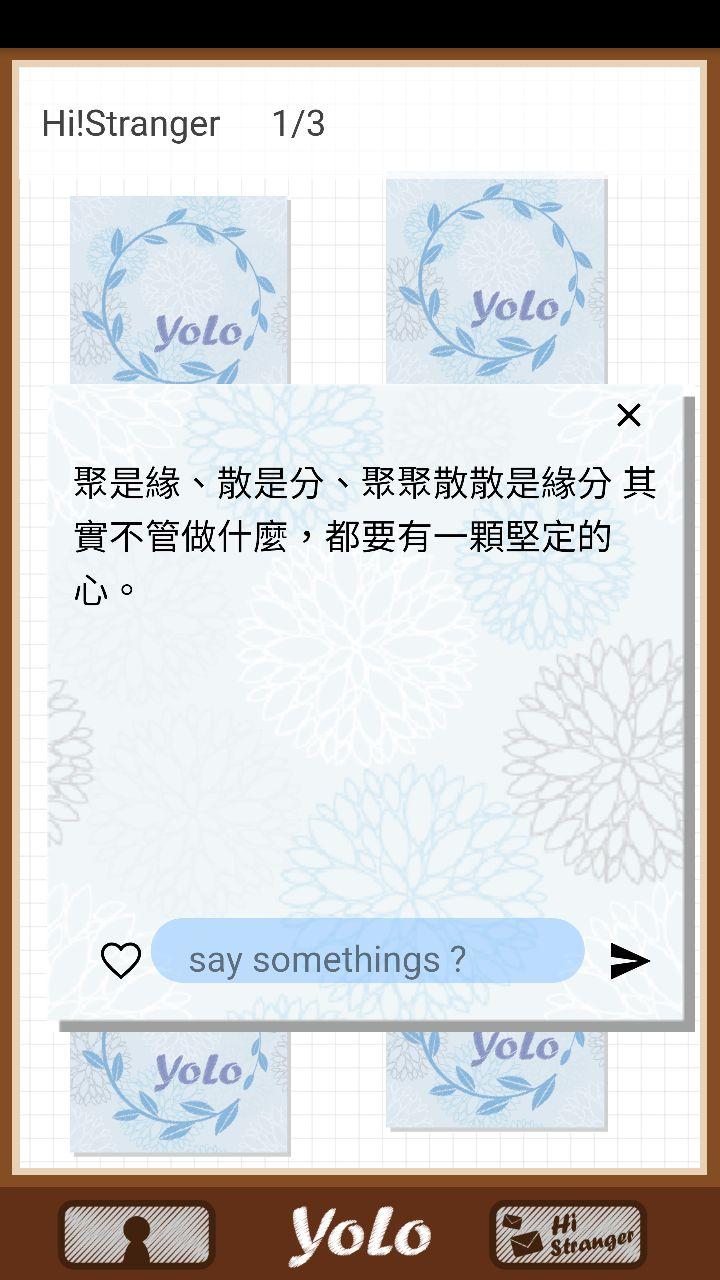 Hi!Stranger 1/3
Yolo Yolo
聚是緣、散是分、聚聚散散是緣分 其
實不管做什麼，都要有一顆堅定的
心。
say somethings ?
Yolo Yolo
Yolo
Hi
Stranger